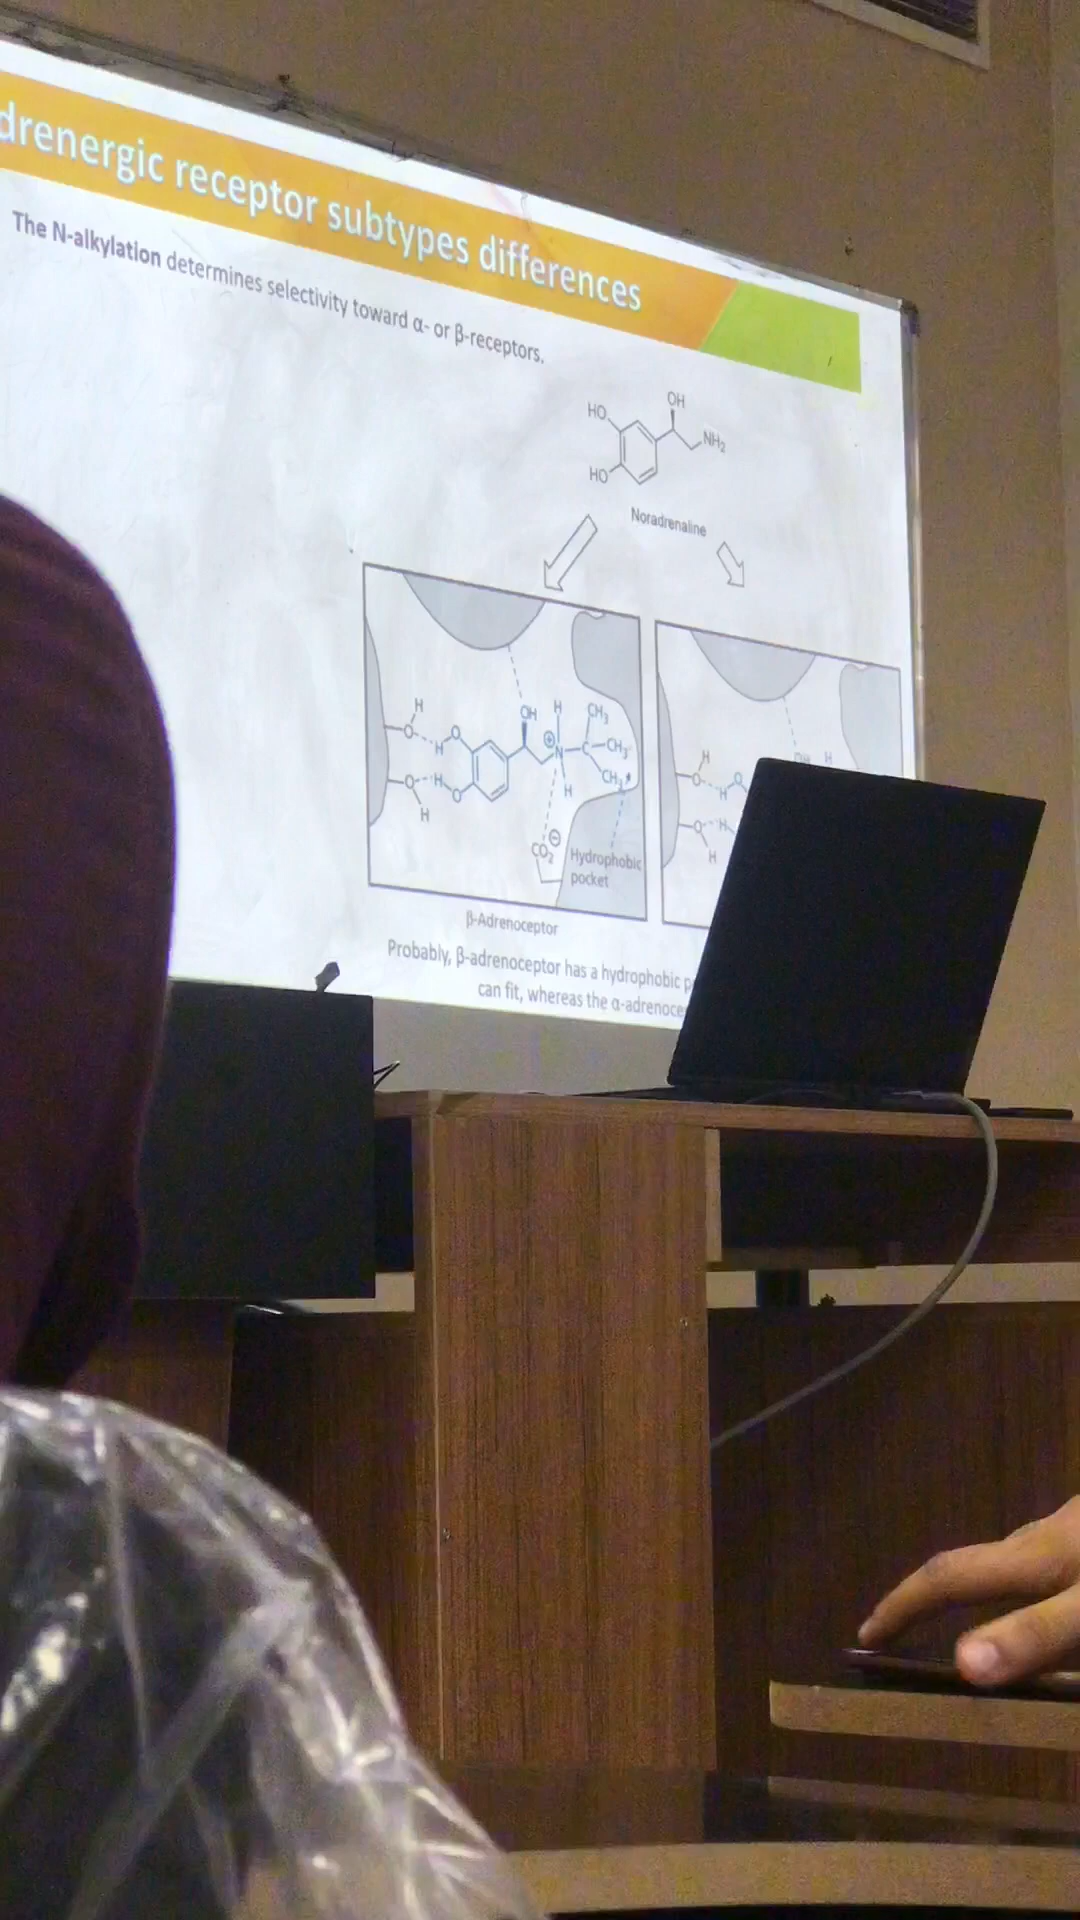 drenergic receptor subtypes differences
The N-alkylation determines selectivity toward α- or β-receptors.
OH
HO
NH₂
HO
Noradrenaline
H
O
H
O
OH
H
N
⊕
C
CH₃
CH₃
CH₃
O
H
H
O
H
H
CO₂
⊖
Hydrophobic
pocket
β-Adrenoceptor
H
O
H
O
OH
H
O
H
H
Probably, β-adrenoceptor has a hydrophobic p
can fit, whereas the α-adrenoce